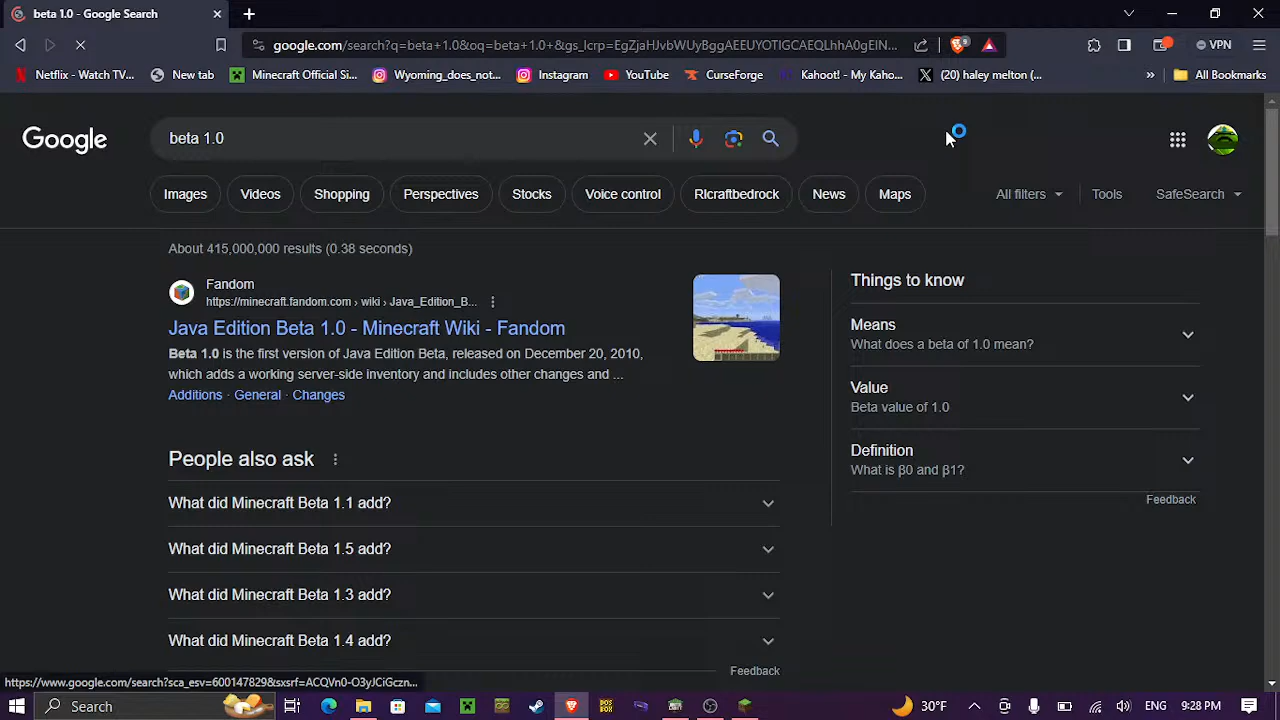 beta 1.0 - Google Search
google.com/search?q=beta+1.0&oq=beta+1.0+&gs_lcrp=EgZjaHJvbWUyBggAEEUYOTIGCAEQLhhA0gEIN...
9
VPN
Netflix - Watch TV...
New tab
Minecraft Official Si...
Wyoming_does_not...
Instagram
YouTube
CurseForge
Kahoot! - My Kaho...
(20) haley melton (...
All Bookmarks
Google
beta 1.0
Images
Videos
Shopping
Perspectives
Stocks
Voice control
Rlcraftbedrock
News
Maps
All filters
Tools
SafeSearch
About 415,000,000 results (0.38 seconds)
Fandom
https://minecraft.fandom.com › wiki › Java_Edition_B...
Java Edition Beta 1.0 - Minecraft Wiki - Fandom
Beta 1.0 is the first version of Java Edition Beta, released on December 20, 2010,
which adds a working server-side inventory and includes other changes and ...
Additions · General · Changes
People also ask
What did Minecraft Beta 1.1 add?
What did Minecraft Beta 1.5 add?
What did Minecraft Beta 1.3 add?
What did Minecraft Beta 1.4 add?
Feedback
Things to know
Means
What does a beta of 1.0 mean?
Value
Beta value of 1.0
Definition
What is β0 and β1?
Feedback
https://www.google.com/search?sca_esv=600147829&sxsrf=ACQVn0-O3yJCiGczn...
Search
DOS
BOX
30°F
ENG
9:28 PM